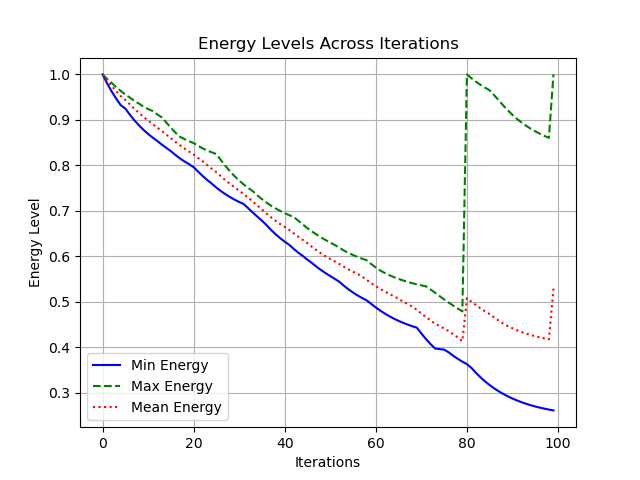 Energy Levels Across Iterations
1.0
0.9
0.8
0.7
0.6
0.5
0.4
0.3
Energy Level
Min Energy
Max Energy
Mean Energy
0 20 40 60 80 100
Iterations